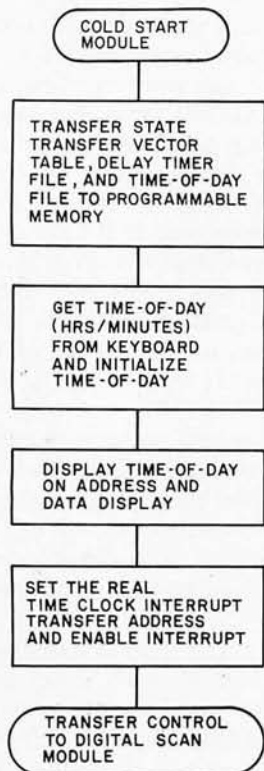 COLD START
MODULE
TRANSFER STATE
TRANSFER VECTOR
TABLE, DELAY TIMER
FILE, AND TIME-OF-DAY
FILE TO PROGRAMMABLE
MEMORY
GET TIME-OF-DAY
(HRS/MINUTES)
FROM KEYBOARD
AND INITIALIZE
TIME-OF-DAY
DISPLAY TIME-OF-DAY
ON ADDRESS AND
DATA DISPLAY
SET THE REAL
TIME CLOCK INTERRUPT
TRANSFER ADDRESS
AND ENABLE INTERRUPT
TRANSFER CONTROL
TO DIGITAL SCAN
MODULE